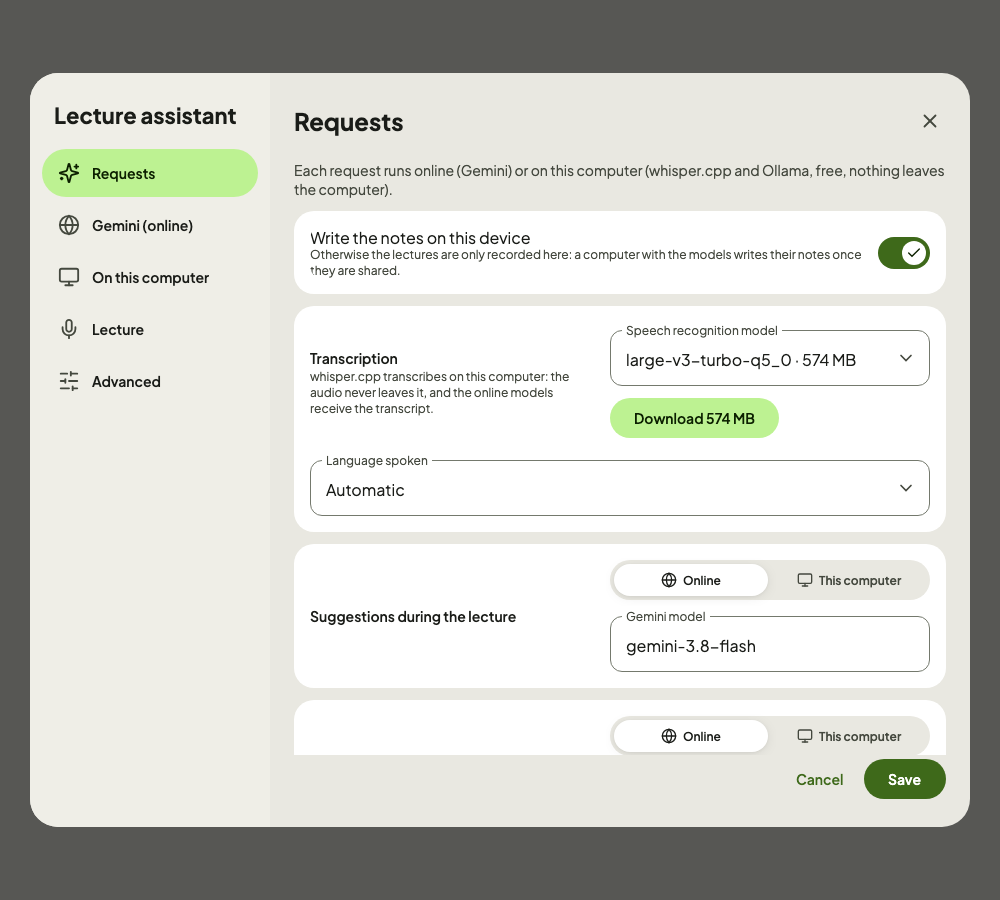 Lecture assistant
Requests
Gemini (online)
On this computer
Lecture
Advanced
Requests
Each request runs online (Gemini) or on this computer (whisper.cpp and Ollama, free, nothing leaves
the computer).
Write the notes on this device
Otherwise the lectures are only recorded here: a computer with the models writes their notes once
they are shared.
Transcription
whisper.cpp transcribes on this computer: the
audio never leaves it, and the online models
receive the transcript.
Speech recognition model
large-v3-turbo-q5_0 · 574 MB
Download 574 MB
Language spoken
Automatic
Suggestions during the lecture
Online
This computer
Gemini model
gemini-3.8-flash
Online
This computer
Cancel
Save